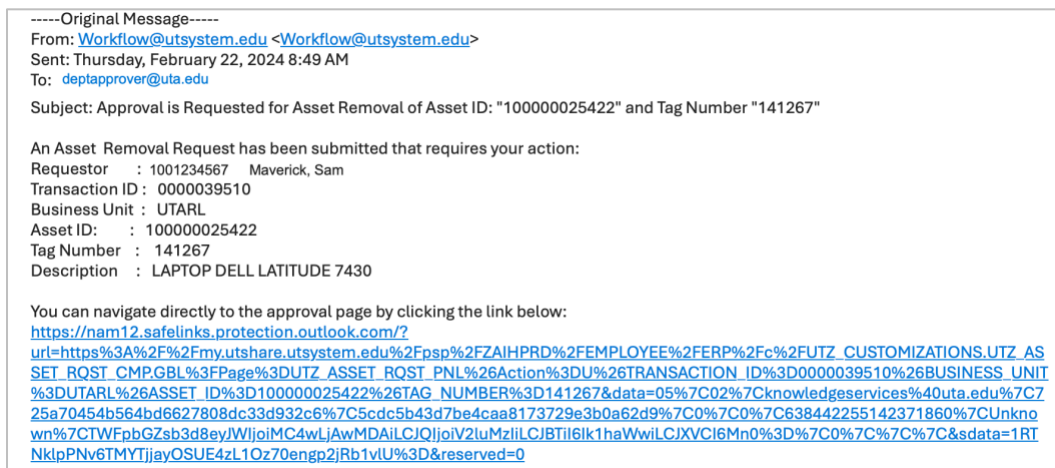 -----Original Message-----
From: Workflow@utsystem.edu <Workflow@utsystem.edu>
Sent: Thursday, February 22, 2024 8:49 AM
To: deptapprover@uta.edu
Subject: Approval is Requested for Asset Removal of Asset ID: "100000025422" and Tag Number "141267"
An Asset Removal Request has been submitted that requires your action:
Requestor : 1001234567 Maverick, Sam
Transaction ID : 0000039510
Business Unit : UTARL
Asset ID: : 100000025422
Tag Number : 141267
Description : LAPTOP DELL LATITUDE 7430
You can navigate directly to the approval page by clicking the link below:
https://nam12.safelinks.protection.outlook.com/?
url=https%3A%2F%2Fmy.utshare.utsystem.edu%2Fpsp%2FZAIHPRD%2FEMPLOYEE%2FERP%2Fc%2FUTZ_CUSTOMIZATIONS.UTZ_AS
SET_RQST_CMP.GBL%3FPage%3DUTZ_ASSET_RQST_PNL%26Action%3DU%26TRANSACTION_ID%3D0000039510%26BUSINESS_UNIT
%3DUTARL%26ASSET_ID%3D100000025422%26TAG_NUMBER%3D141267&data=05%7C02%7Cknowledgeservices%40uta.edu%7C7
25a70454b564bd6627808dc33d932c6%7C5cdc5b43d7be4caa8173729e3b0a62d9%7C0%7C0%7C638442255142371860%7CUnkno
wn%7CTWFpbGZsb3d8eyJWIjoiMC4wLjAwMDAiLCJQIjoiV2luMzIiLCJBTiI6Ik1haWwiLCJXVCI6Mn0%3D%7C0%7C%7C%7C&sdata=1RT
NklpPNv6TMYTjjayOSUE4zL1Oz70engp2jRb1vlU%3D&reserved=0